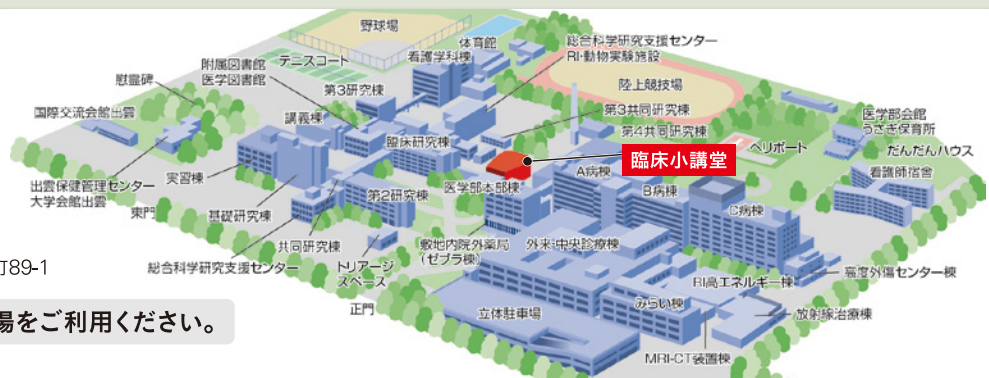 野球場
体育館
総合科学研究支援センター
RI・動物実験施設
看護学科棟
テニスコート
附属図書館
医学図書館
陸上競技場
慰霊碑
第3研究棟
第3共同研究棟
国際交流会館出雲
講義棟
第4共同研究棟
医学部会館
うさぎ保育所
臨床研究棟
ヘリポート
だんだんハウス
臨床小講堂
A病棟
看護師宿舎
出雲保健管理センター
大学会館出雲
実習棟
第2研究棟
医学部本部棟
B病棟
C病棟
東門
基礎研究棟
共同研究棟
敷地内院外薬局
(ゼブラ棟)
外来・中央診療棟
町89-1
総合科学研究支援センター
トリアージ
スペース
高度外傷センター棟
RI高エネルギー棟
正門
立体駐車場
みらい棟
放射線治療棟
場をご利用ください。
MRI-CT装置棟